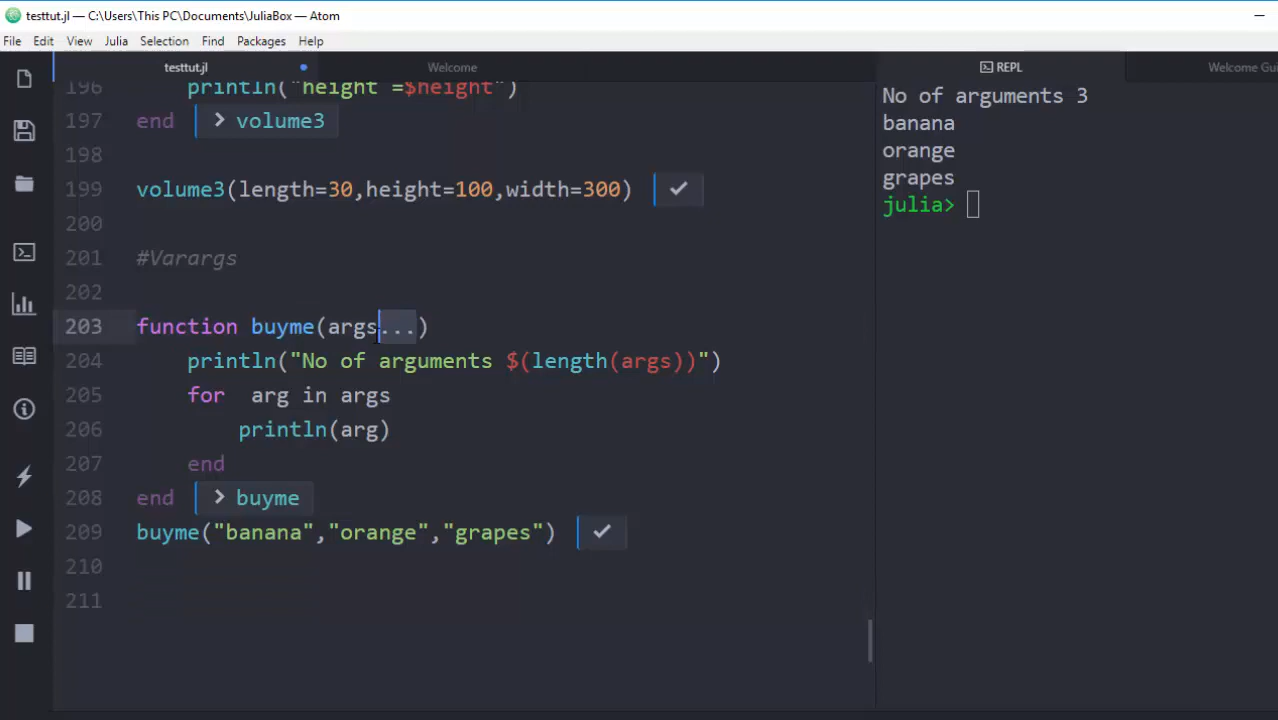 testtut.jl — C:\Users\This PC\Documents\JuliaBox — Atom
File Edit View Julia Selection Find Packages Help
testtut.jl Welcome REPL Welcome Gui
196 println("height =$height")
197 end > volume3
198
199 volume3(length=30,height=100,width=300)
200
201 #Varargs
202
203 function buyme(args...)
204 println("No of arguments $(length(args))")
205 for arg in args
206 println(arg)
207 end
208 end > buyme
209 buyme("banana","orange","grapes")
210
211
No of arguments 3
banana
orange
grapes
julia>